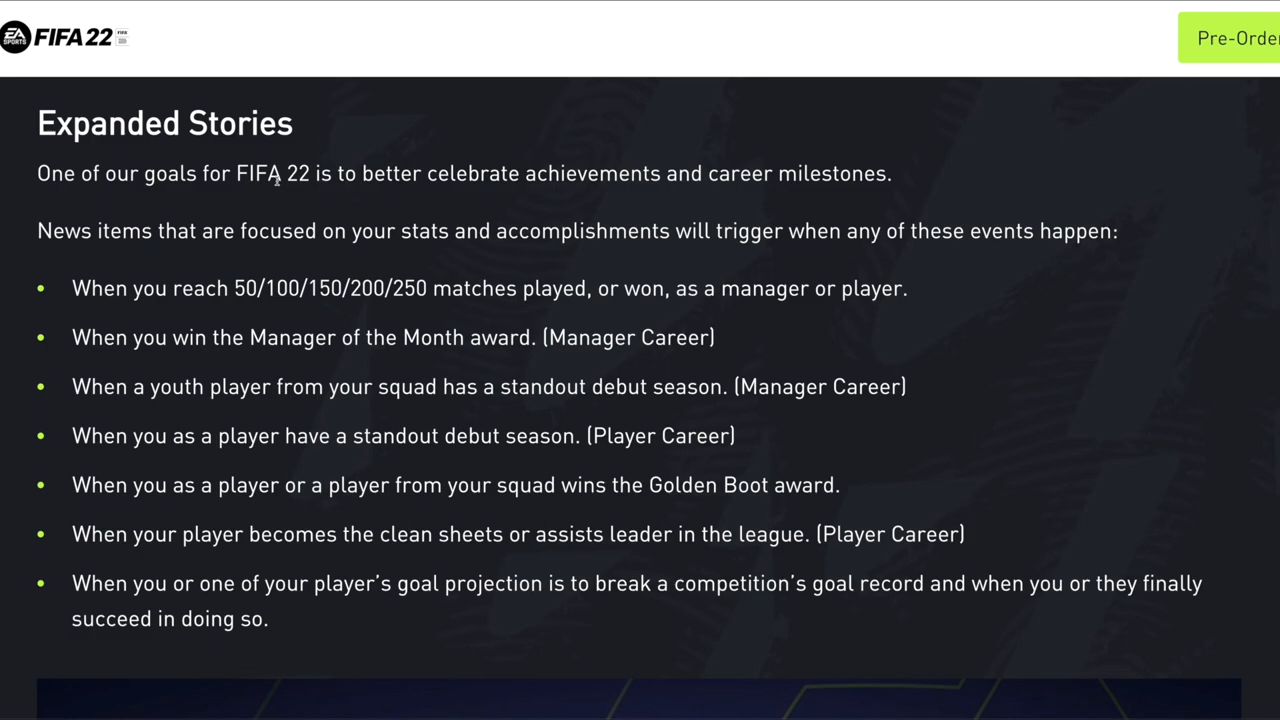 EA SPORTS FIFA 22 FIFA
Pre-Order
Expanded Stories
One of our goals for FIFA 22 is to better celebrate achievements and career milestones.
News items that are focused on your stats and accomplishments will trigger when any of these events happen:
• When you reach 50/100/150/200/250 matches played, or won, as a manager or player.
• When you win the Manager of the Month award. (Manager Career)
• When a youth player from your squad has a standout debut season. (Manager Career)
• When you as a player have a standout debut season. (Player Career)
• When you as a player or a player from your squad wins the Golden Boot award.
• When your player becomes the clean sheets or assists leader in the league. (Player Career)
• When you or one of your player's goal projection is to break a competition's goal record and when you or they finally
succeed in doing so.